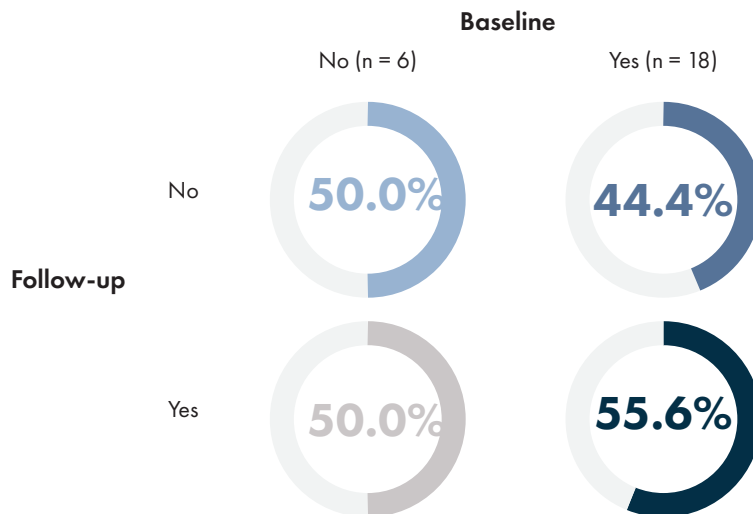 Baseline
No (n = 6)
Yes (n = 18)
No
50.0%
44.4%
Follow-up
Yes
50.0%
55.6%